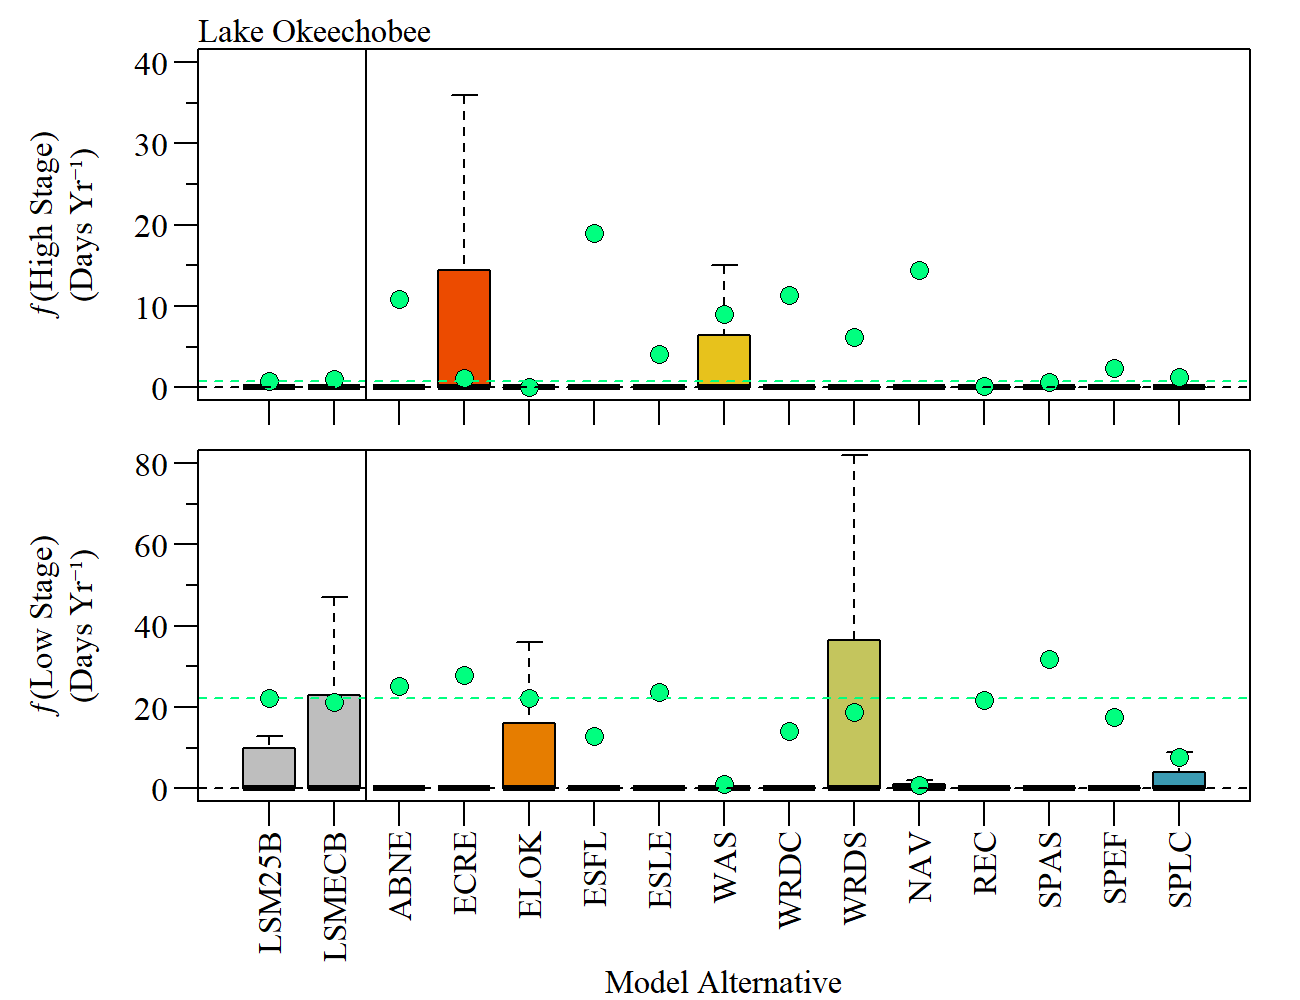 Lake Okeechobee
40
30
20
10
0
f(High Stage)
(Days Yr⁻¹)
80
60
40
20
0
f(Low Stage)
(Days Yr⁻¹)
LSM25B
LSMECB
ABNE
ECRE
ELOK
ESFL
ESLE
WAS
WRDC
WRDS
NAV
REC
SPAS
SPEF
SPLC
Model Alternative